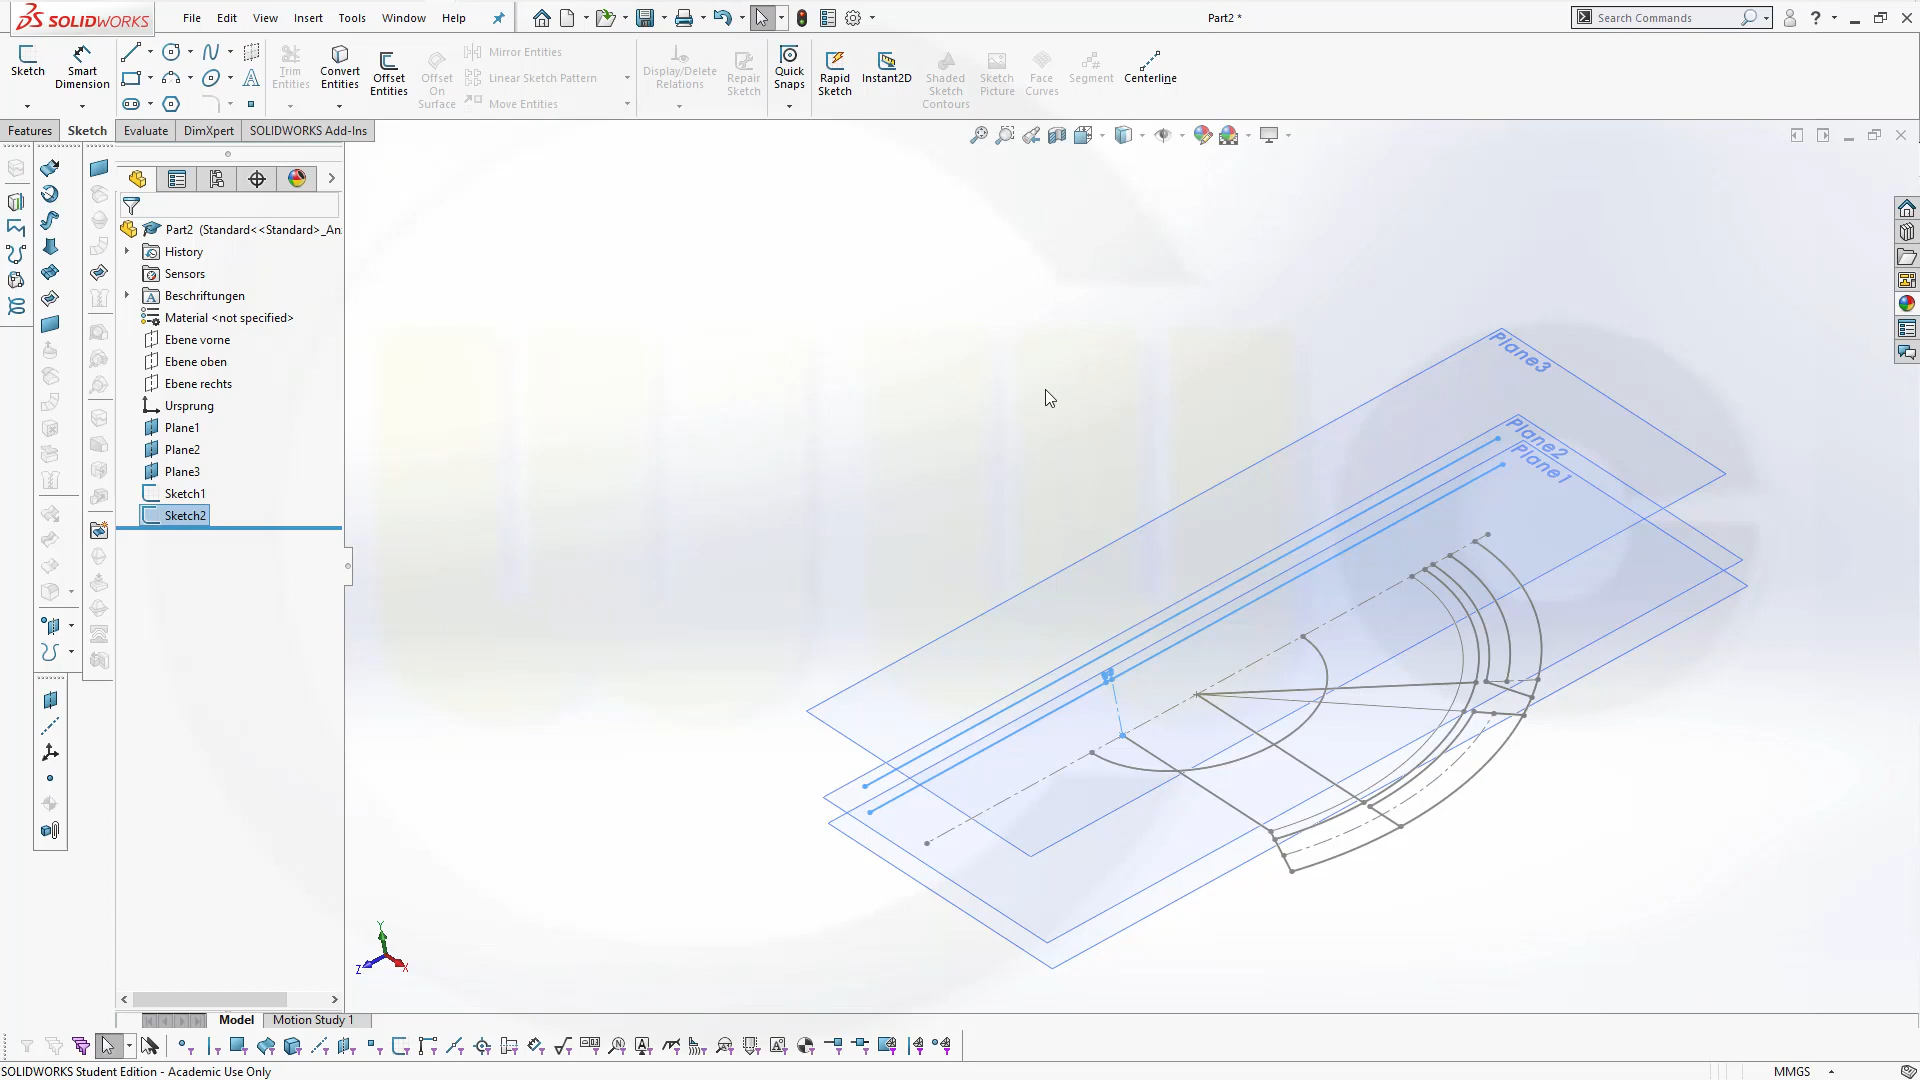 SOLIDWORKS
File Edit View Insert Tools Window Help
Part2 *
Search Commands
Sketch
Smart Dimension
Trim Entities
Convert Entities
Offset Entities
Offset On Surface
Mirror Entities
Linear Sketch Pattern
Move Entities
Display/Delete Relations
Repair Sketch
Quick Snaps
Rapid Sketch
Instant2D
Shaded Sketch Contours
Sketch Picture
Face Curves
Segment
Centerline
Features Sketch Evaluate DimXpert SOLIDWORKS Add-Ins
Part2 (Standard<<Standard>_An
History
Sensors
Beschriftungen
Material <not specified>
Ebene vorne
Ebene oben
Ebene rechts
Ursprung
Plane1
Plane2
Plane3
Sketch1
Sketch2
Plane3
Plane2
Plane1
Y
Z
X
Model Motion Study 1
SOLIDWORKS Student Edition - Academic Use Only
MMGS